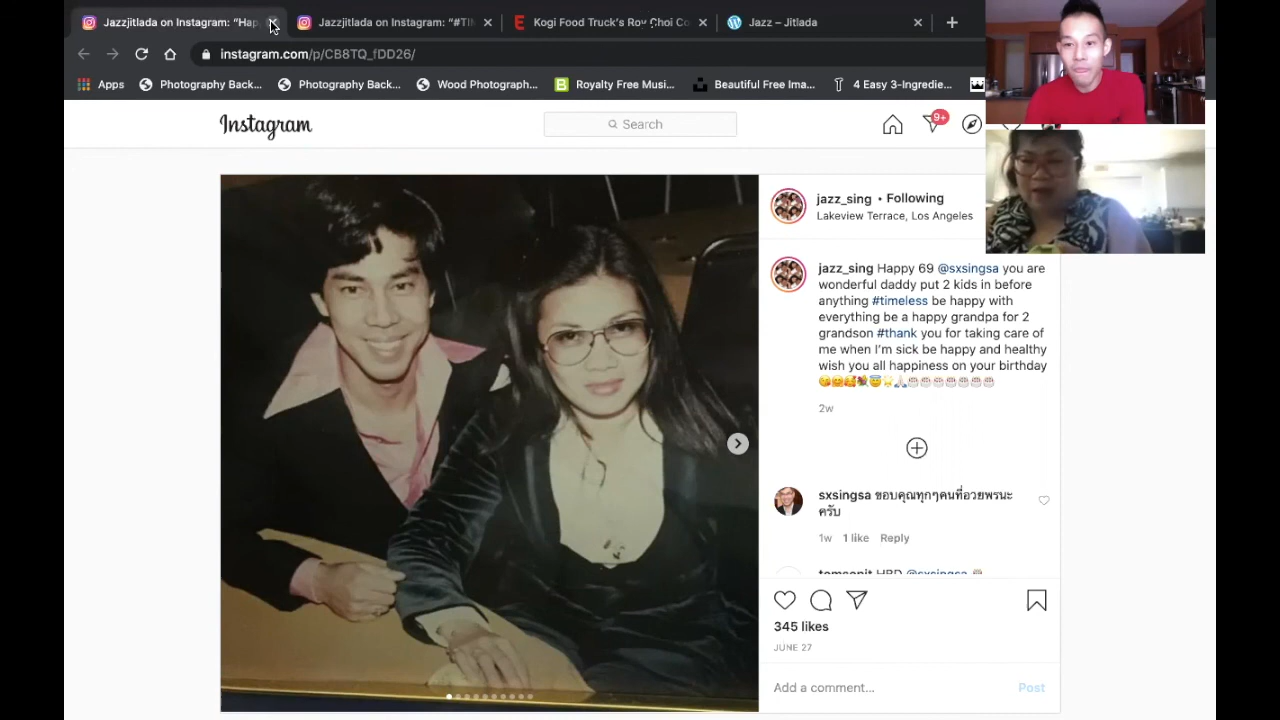 Jazzjitlada on Instagram: “Hap
Jazzjitlada on Instagram: “#TI
Kogi Food Truck's Roy Choi Co
Jazz – Jitlada
instagram.com/p/CB8TQ_fDD26/
Apps
Photography Back...
Photography Back...
Wood Photograph...
Royalty Free Musi...
Beautiful Free Ima...
4 Easy 3-Ingredie...
Instagram
Search
9+
jazz_sing • Following
Lakeview Terrace, Los Angeles
jazz_sing Happy 69 @sxsingsa you are
wonderful daddy put 2 kids in before
anything #timeless be happy with
everything be a happy grandpa for 2
grandson #thank you for taking care of
me when I'm sick be happy and healthy
wish you all happiness on your birthday
😘😊🥰💐😇🌟🙏🏻🎂🎂🎂🎂🎂🎂🎂
2w
sxsingsa ขอบคุณทุกๆคนที่อวยพรนะ
ครับ
1w 1 like Reply
HBD @sxsingsa
345 likes
JUNE 27
Add a comment... Post